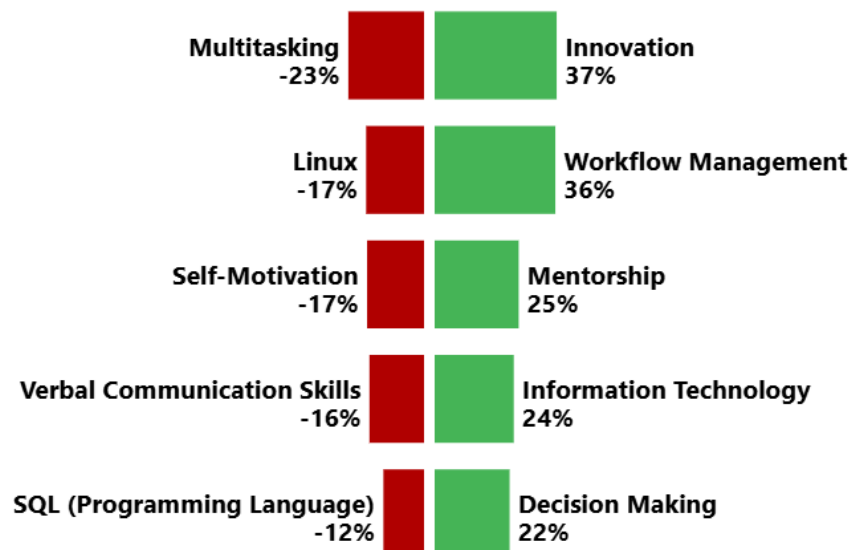 Multitasking
-23%
Innovation
37%
Linux
-17%
Workflow Management
36%
Self-Motivation
-17%
Mentorship
25%
Verbal Communication Skills
-16%
Information Technology
24%
SQL (Programming Language)
-12%
Decision Making
22%